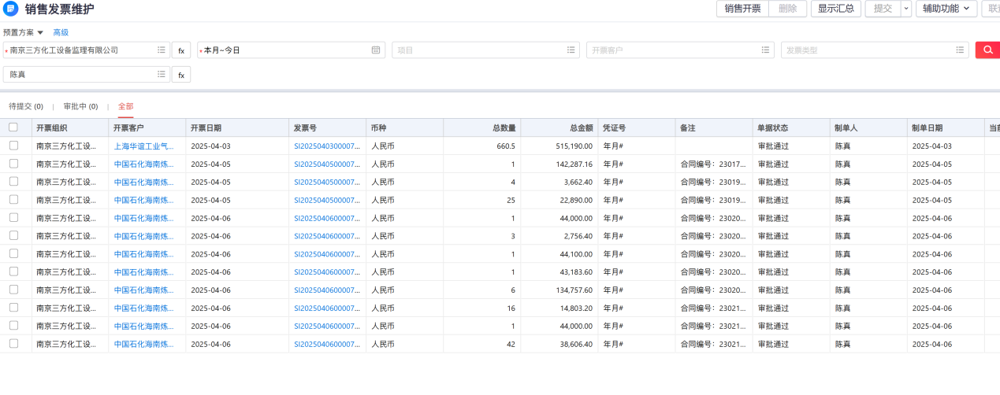 销售发票维护 销售开票 删除 显示汇总 提交 辅助功能
预置方案 高级
*南京三方化工设备监理有限公司 fx *本月~今日 项目 开票客户 发票类型
陈真 fx
待提交 (0) | 审批中 (0) | 全部
开票组织 开票客户 开票日期 发票号 币种 总数量 总金额 凭证号 备注 单据状态 制单人 制单日期
南京三方化工设... 上海华谊工业气... 2025-04-03 SI2025040300007... 人民币 660.5 515,190.00 年月# 审批通过 陈真 2025-04-03
南京三方化工设... 中国石化海南炼... 2025-04-05 SI2025040500007... 人民币 1 142,287.16 年月# 合同编号：23017... 审批通过 陈真 2025-04-05
南京三方化工设... 中国石化海南炼... 2025-04-05 SI2025040500007... 人民币 4 3,662.40 年月# 合同编号：23019... 审批通过 陈真 2025-04-05
南京三方化工设... 中国石化海南炼... 2025-04-05 SI2025040500007... 人民币 25 22,890.00 年月# 合同编号：23019... 审批通过 陈真 2025-04-05
南京三方化工设... 中国石化海南炼... 2025-04-06 SI2025040600007... 人民币 1 44,000.00 年月# 合同编号：23020... 审批通过 陈真 2025-04-06
南京三方化工设... 中国石化海南炼... 2025-04-06 SI2025040600007... 人民币 3 2,756.40 年月# 合同编号：23020... 审批通过 陈真 2025-04-06
南京三方化工设... 中国石化海南炼... 2025-04-06 SI2025040600007... 人民币 1 44,100.00 年月# 合同编号：23020... 审批通过 陈真 2025-04-06
南京三方化工设... 中国石化海南炼... 2025-04-06 SI2025040600007... 人民币 1 43,183.60 年月# 合同编号：23020... 审批通过 陈真 2025-04-06
南京三方化工设... 中国石化海南炼... 2025-04-06 SI2025040600007... 人民币 6 134,757.60 年月# 合同编号：23020... 审批通过 陈真 2025-04-06
南京三方化工设... 中国石化海南炼... 2025-04-06 SI2025040600007... 人民币 16 14,803.20 年月# 合同编号：23021... 审批通过 陈真 2025-04-06
南京三方化工设... 中国石化海南炼... 2025-04-06 SI2025040600007... 人民币 1 44,000.00 年月# 合同编号：23021... 审批通过 陈真 2025-04-06
南京三方化工设... 中国石化海南炼... 2025-04-06 SI2025040600007... 人民币 42 38,606.40 年月# 合同编号：23021... 审批通过 陈真 2025-04-06